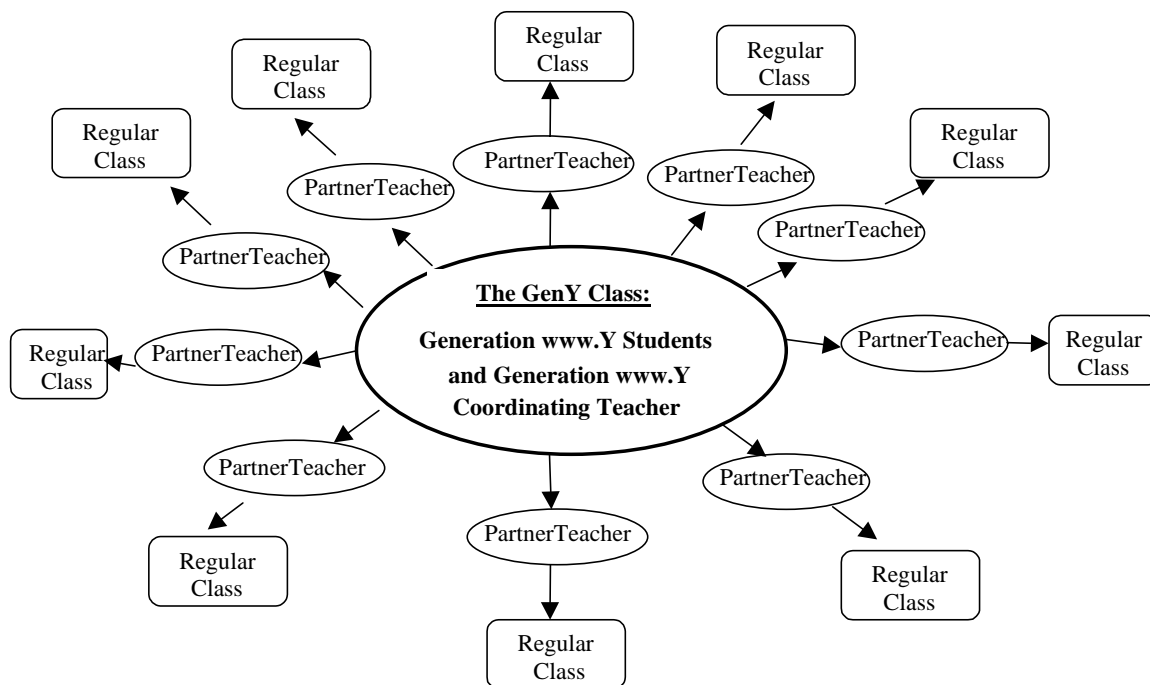 Regular
Class
Regular
Class
Regular
Class
Regular
Class
Regular
Class
PartnerTeacher
PartnerTeacher
PartnerTeacher
PartnerTeacher
PartnerTeacher
The GenY Class:
Generation www.Y Students
and Generation www.Y
Coordinating Teacher
Regular
Class
PartnerTeacher
PartnerTeacher
Regular
Class
PartnerTeacher
PartnerTeacher
PartnerTeacher
Regular
Class
Regular
Class
Regular
Class